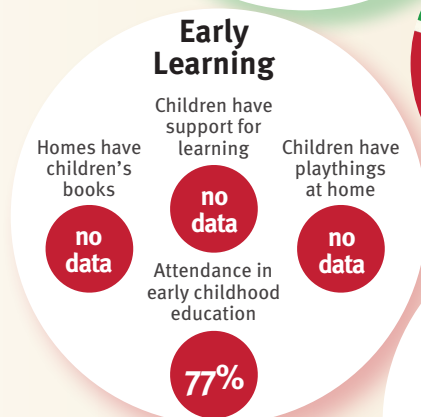 Early
Learning
Children have
support for
learning
no
data
Homes have
children's
books
no
data
Children have
playthings
at home
no
data
Attendance in
early childhood
education
77%